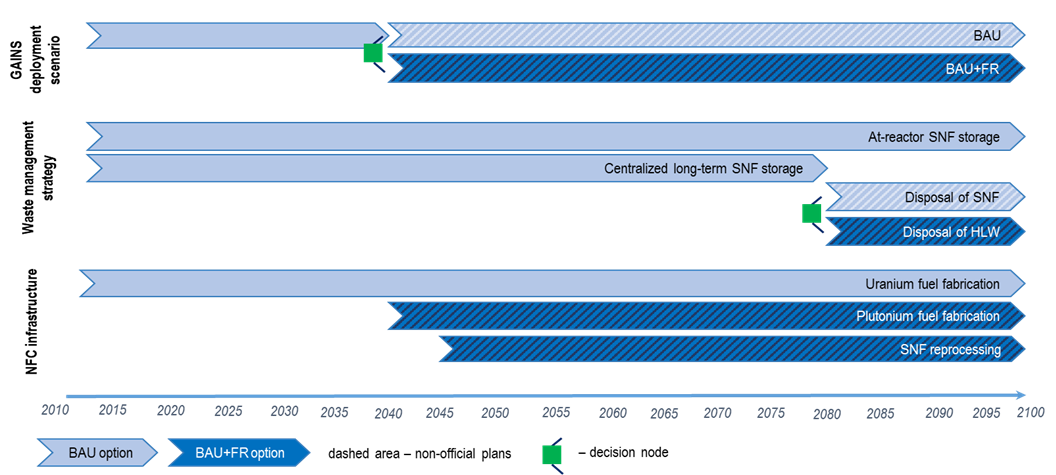 GAINS
deployment
scenario
BAU
BAU+FR
Waste management
strategy
At-reactor SNF storage
Centralized long-term SNF storage
Disposal of SNF
Disposal of HLW
NFC infrastructure
Uranium fuel fabrication
Plutonium fuel fabrication
SNF reprocessing
2010 2015 2020 2025 2030 2035 2040 2045 2050 2055 2060 2065 2070 2075 2080 2085 2090 2095 2100
BAU option BAU+FR option dashed area – non-official plans – decision node